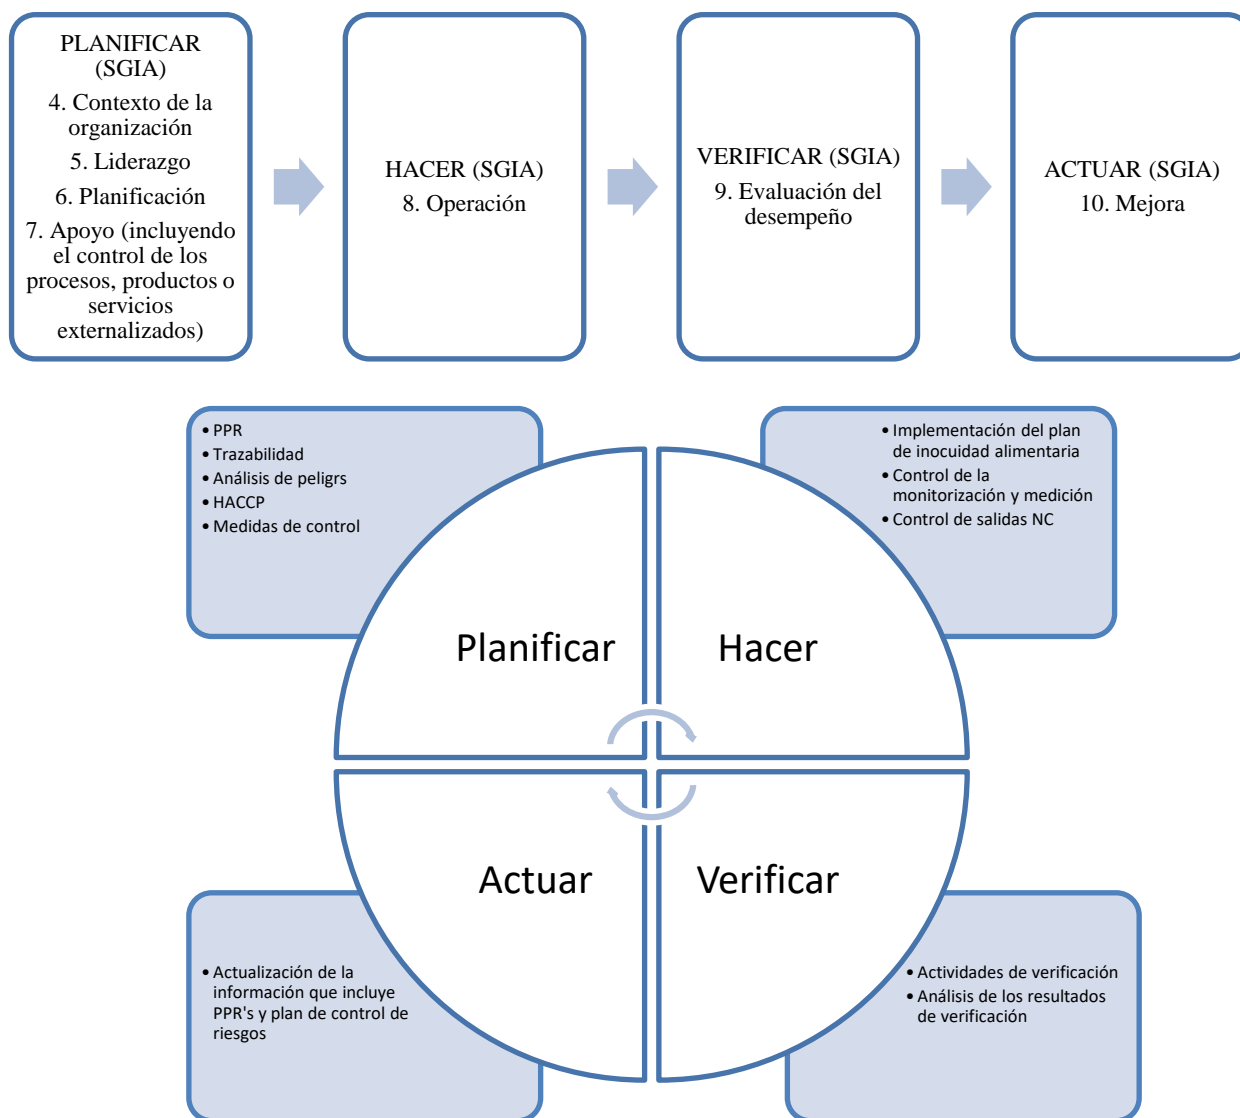 PLANIFICAR
(SGIA)
4. Contexto de la
organización
5. Liderazgo
6. Planificación
7. Apoyo (incluyendo
el control de los
procesos, productos o
servicios
externalizados)
HACER (SGIA)
8. Operación
VERIFICAR (SGIA)
9. Evaluación del
desempeño
ACTUAR (SGIA)
10. Mejora
• PPR
• Trazabilidad
• Análisis de peligrs
• HACCP
• Medidas de control
• Implementación del plan
de inocuidad alimentaria
• Control de la
monitorización y medición
• Control de salidas NC
Planificar
Hacer
Actuar
Verificar
• Actualización de la
información que incluye
PPR's y plan de control de
riesgos
• Actividades de verificación
• Análisis de los resultados
de verificación